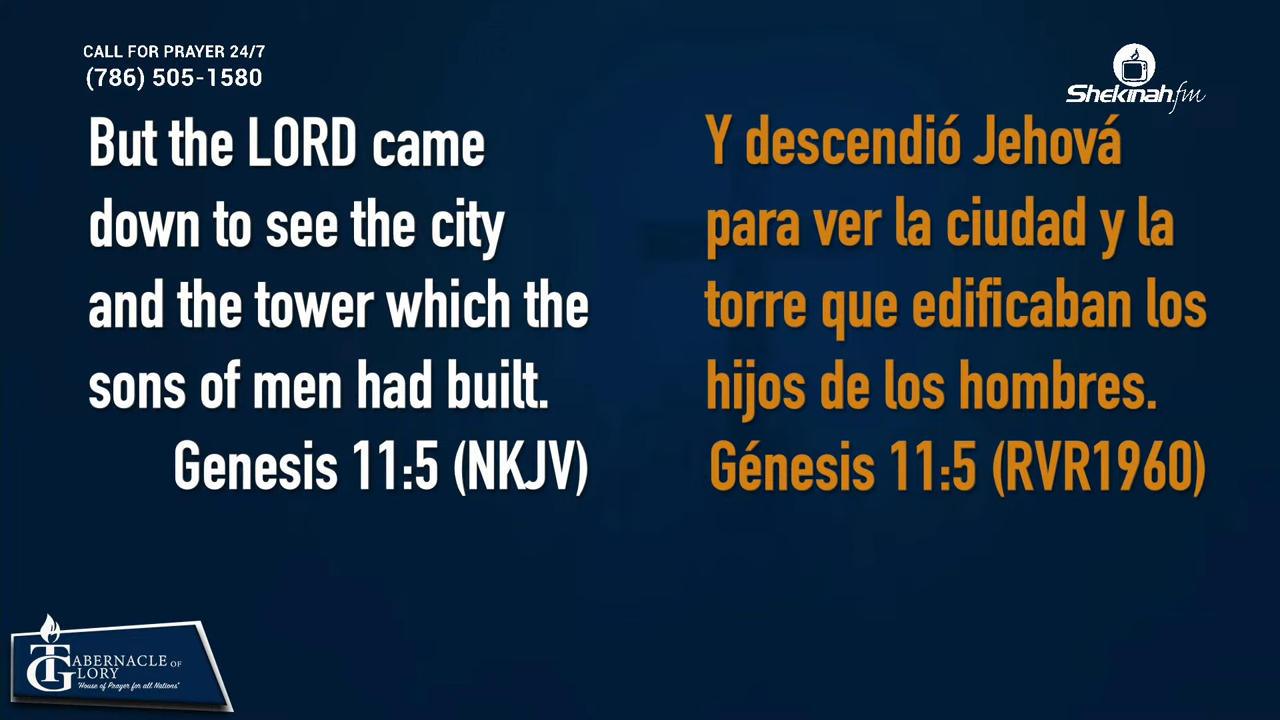 CALL FOR PRAYER 24/7
(786) 505-1580
Shekinah.fm
But the LORD came
down to see the city
and the tower which the
sons of men had built.
Genesis 11:5 (NKJV)
Y descendió Jehová
para ver la ciudad y la
torre que edificaban los
hijos de los hombres.
Génesis 11:5 (RVR1960)
TABERNACLE OF
GLORY
"House of Prayer for all Nations"